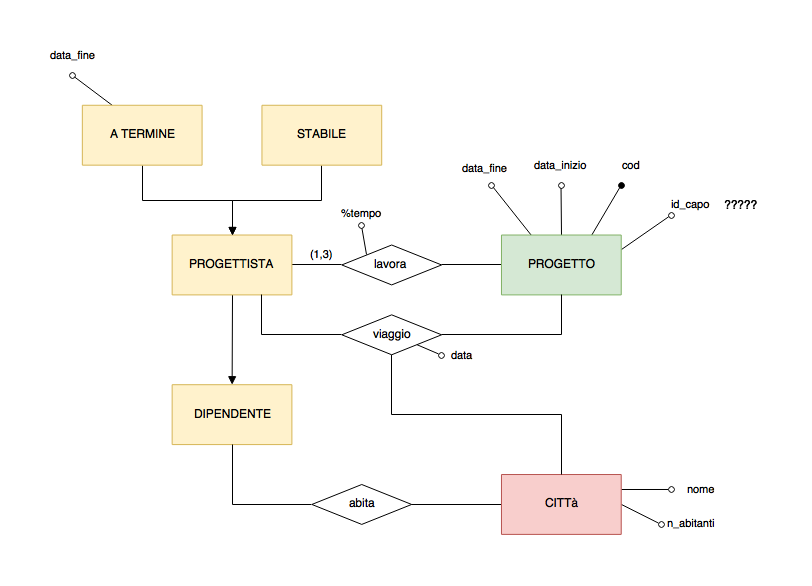 data_fine
A TERMINE
STABILE
data_fine
data_inizio
cod
id_capo ?????
%tempo
PROGETTISTA
(1,3)
lavora
PROGETTO
viaggio
data
DIPENDENTE
abita
CITTà
nome
n_abitanti